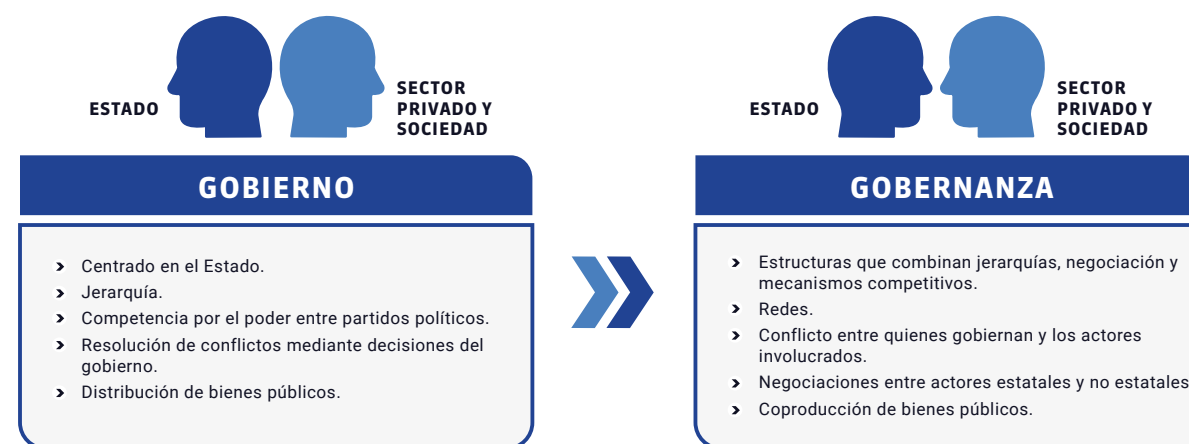 ESTADO
SECTOR
PRIVADO Y
SOCIEDAD
GOBIERNO
Centrado en el Estado.
Jerarquía.
Competencia por el poder entre partidos políticos.
Resolución de conflictos mediante decisiones del
gobierno.
Distribución de bienes públicos.
ESTADO
SECTOR
PRIVADO Y
SOCIEDAD
GOBERNANZA
Estructuras que combinan jerarquías, negociación y
mecanismos competitivos.
Redes.
Conflicto entre quienes gobiernan y los actores
involucrados.
Negociaciones entre actores estatales y no estatales
Coproducción de bienes públicos.